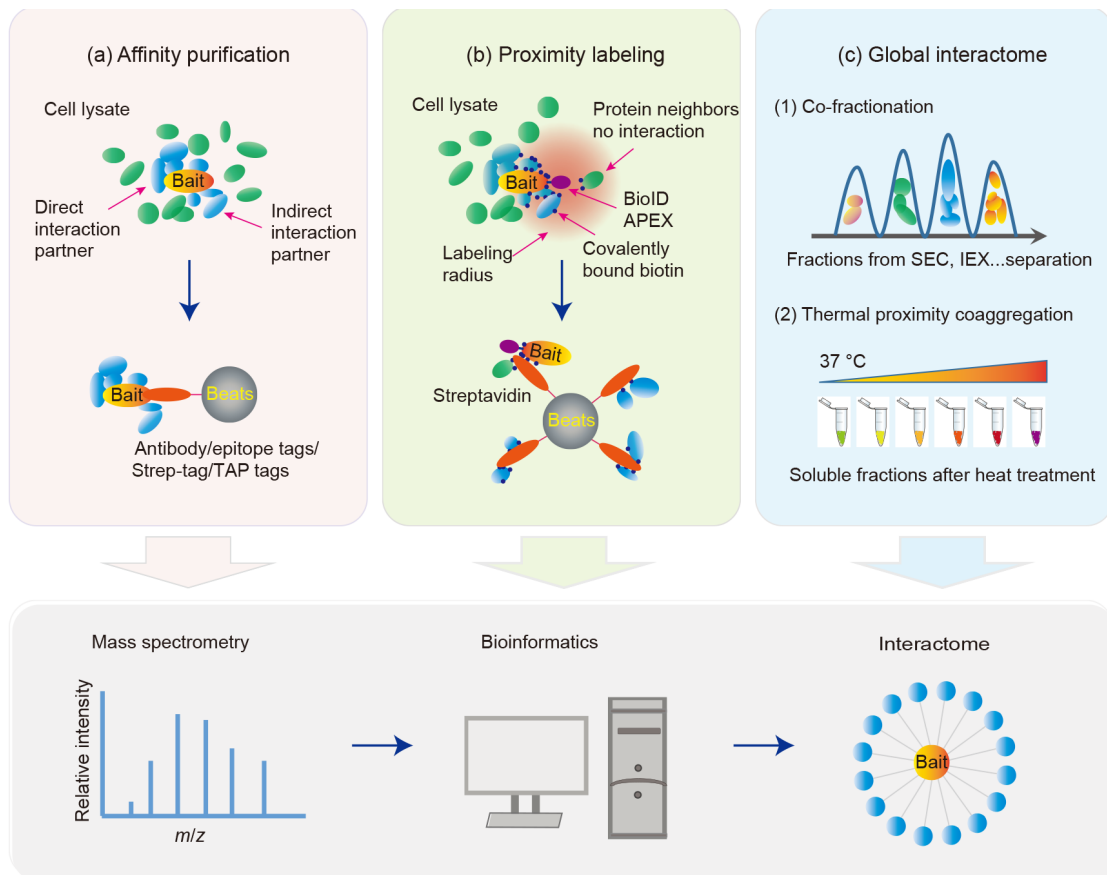 (a) Affinity purification
Cell lysate
Bait
Direct
interaction
partner
Indirect
interaction
partner
Bait
Beats
Antibody/epitope tags/
Strep-tag/TAP tags
(b) Proximity labeling
Cell lysate
Protein neighbors
no interaction
Bait
BioID
APEX
Labeling
radius
Covalently
bound biotin
Bait
Streptavidin
Beats
(c) Global interactome
(1) Co-fractionation
Fractions from SEC, IEX...separation
(2) Thermal proximity coaggregation
37 °C
Soluble fractions after heat treatment
Mass spectrometry
Relative intensity
m/z
Bioinformatics
Interactome
Bait